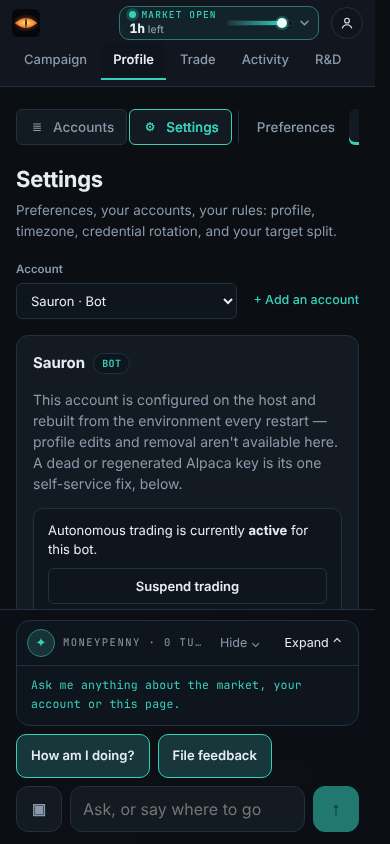 MARKET OPEN
1h left
Campaign Profile Trade Activity R&D
Accounts Settings Preferences
Settings
Preferences, your accounts, your rules: profile,
timezone, credential rotation, and your target split.
Account
Sauron · Bot + Add an account
Sauron BOT
This account is configured on the host and
rebuilt from the environment every restart —
profile edits and removal aren't available here.
A dead or regenerated Alpaca key is its one
self-service fix, below.
Autonomous trading is currently active for
this bot.
Suspend trading
MONEYPENNY · 0 TU… Hide Expand
Ask me anything about the market, your
account or this page.
How am I doing? File feedback
Ask, or say where to go